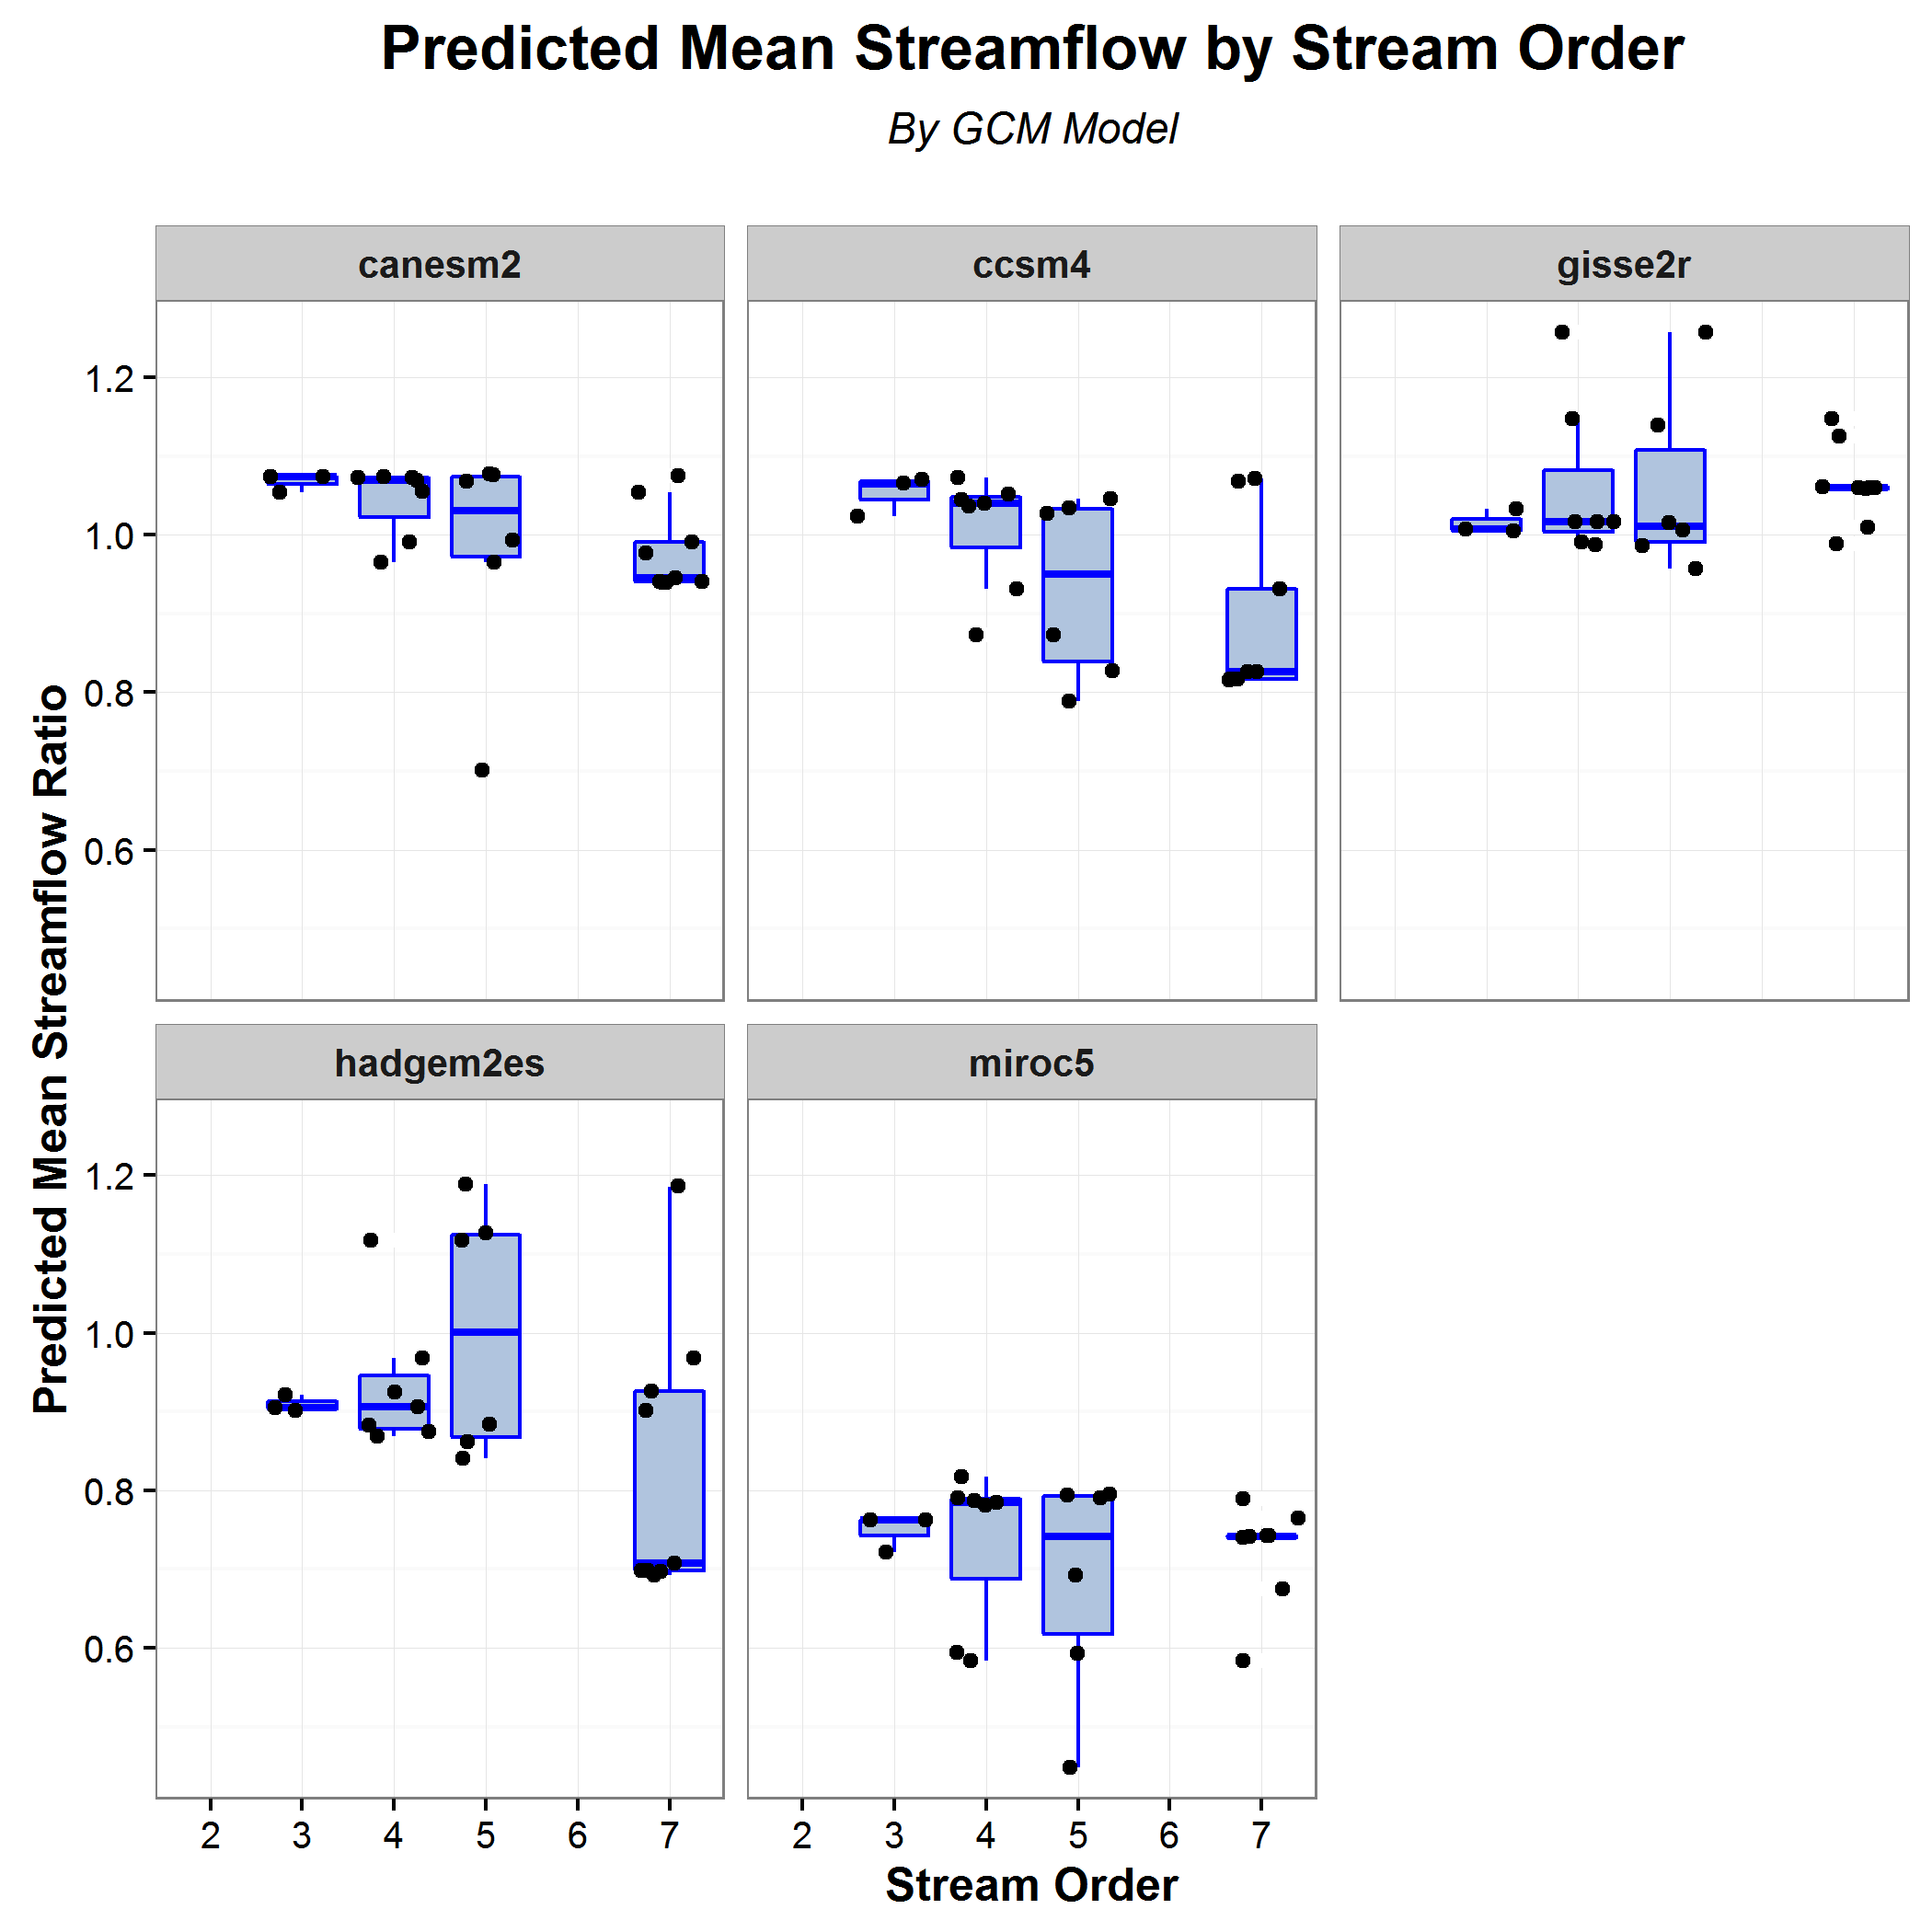 Predicted Mean Streamflow by Stream Order
By GCM Model
canesm2
ccsm4
gisse2r
1.2
1.0
0.8
0.6
Predicted Mean Streamflow Ratio
hadgem2es
miroc5
1.2
1.0
0.8
0.6
2 3 4 5 6 7
2 3 4 5 6 7
Stream Order